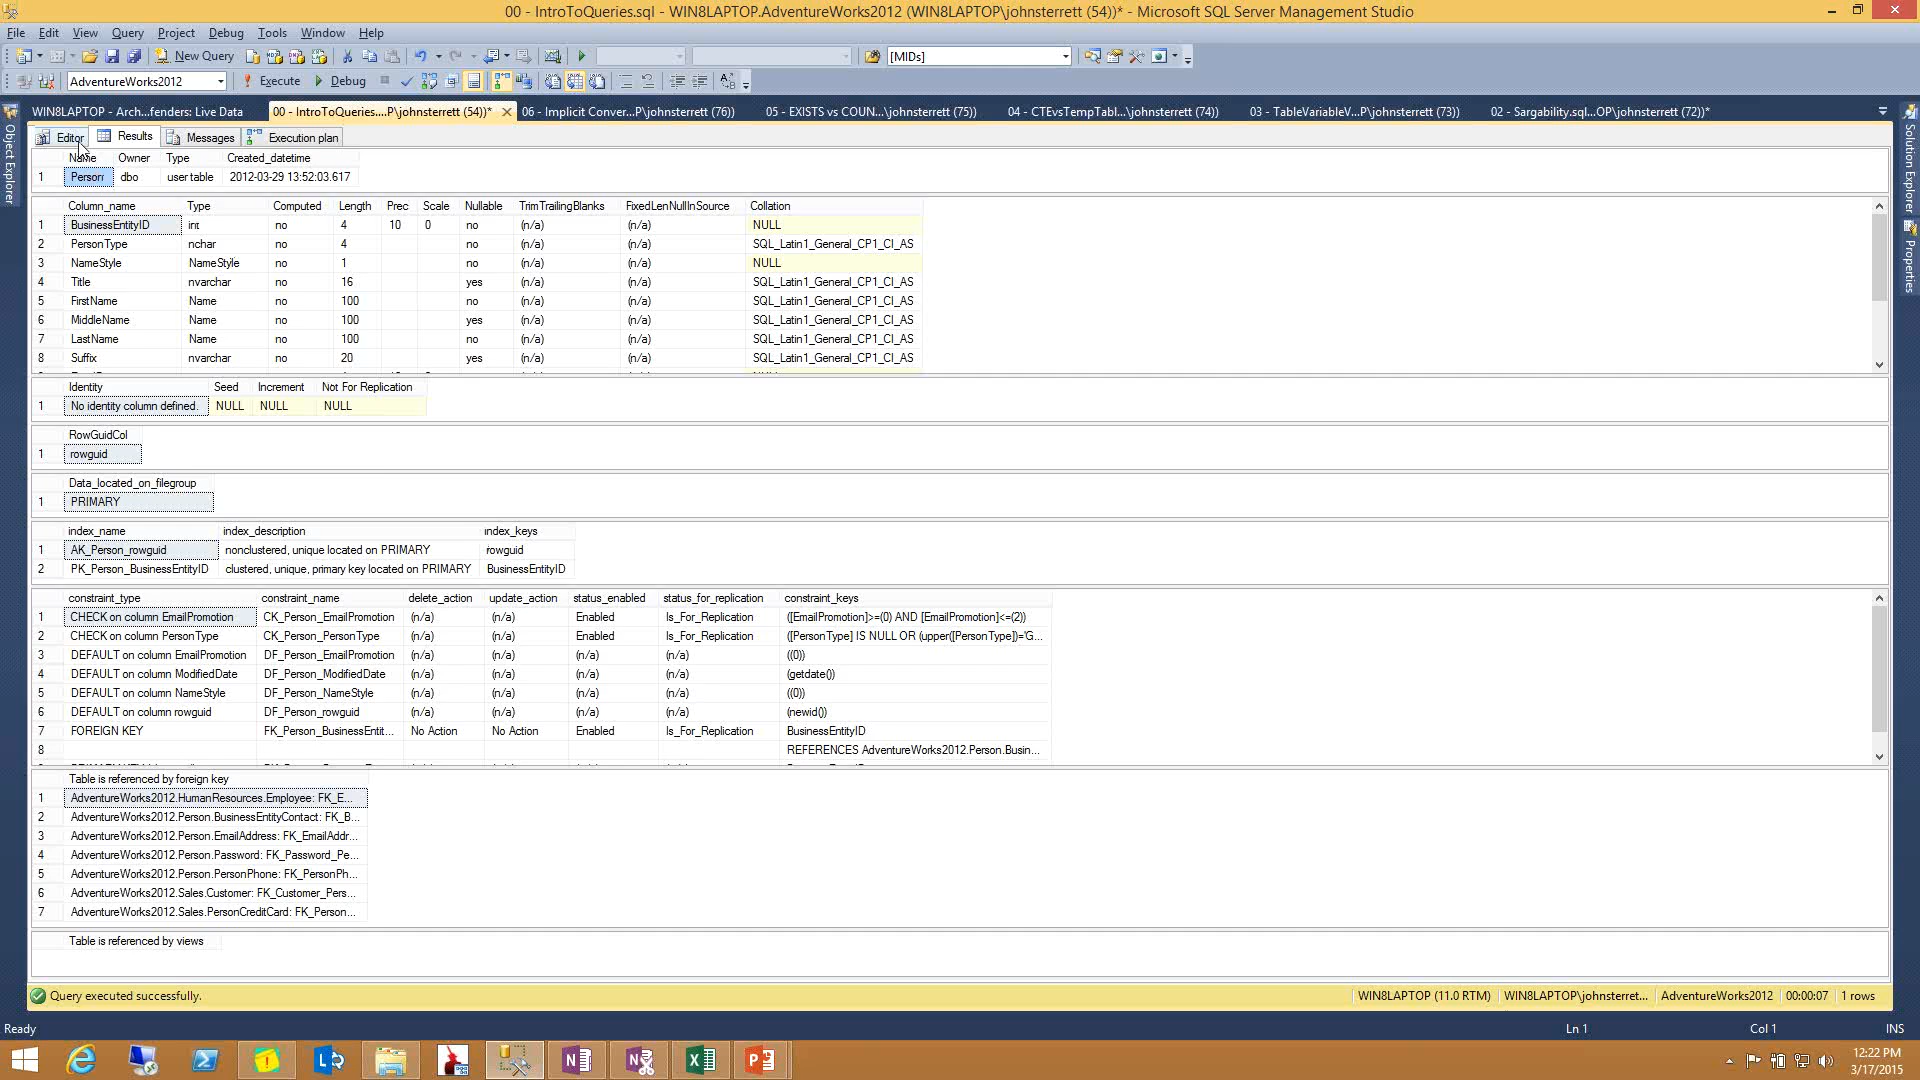 00 - IntroToQueries.sql - WIN8LAPTOP.AdventureWorks2012 (WIN8LAPTOP\johnsterrett (54))* - Microsoft SQL Server Management Studio
File Edit View Query Project Debug Tools Window Help
New Query [MIDs]
AdventureWorks2012 Execute Debug
WIN8LAPTOP - Arch...fenders: Live Data 00 - IntroToQueries....P\johnsterrett (54))* 06 - Implicit Conver...P\johnsterrett (76)) 05 - EXISTS vs COUN...\johnsterrett (75)) 04 - CTEvsTempTabl...\johnsterrett (74)) 03 - TableVariableV...P\johnsterrett (73)) 02 - Sargability.sql...OP\johnsterrett (72))*
Object Explorer
Solution Explorer
Properties
Editor Results Messages Execution plan
Name Owner Type Created_datetime
1 Person dbo user table 2012-03-29 13:52:03.617
Column_name Type Computed Length Prec Scale Nullable TrimTrailingBlanks FixedLenNullInSource Collation
1 BusinessEntityID int no 4 10 0 no (n/a) (n/a) NULL
2 PersonType nchar no 4 no (n/a) (n/a) SQL_Latin1_General_CP1_CI_AS
3 NameStyle NameStyle no 1 no (n/a) (n/a) NULL
4 Title nvarchar no 16 yes (n/a) (n/a) SQL_Latin1_General_CP1_CI_AS
5 FirstName Name no 100 no (n/a) (n/a) SQL_Latin1_General_CP1_CI_AS
6 MiddleName Name no 100 yes (n/a) (n/a) SQL_Latin1_General_CP1_CI_AS
7 LastName Name no 100 no (n/a) (n/a) SQL_Latin1_General_CP1_CI_AS
8 Suffix nvarchar no 20 yes (n/a) (n/a) SQL_Latin1_General_CP1_CI_AS
Identity Seed Increment Not For Replication
1 No identity column defined. NULL NULL NULL
RowGuidCol
1 rowguid
Data_located_on_filegroup
1 PRIMARY
index_name index_description index_keys
1 AK_Person_rowguid nonclustered, unique located on PRIMARY rowguid
2 PK_Person_BusinessEntityID clustered, unique, primary key located on PRIMARY BusinessEntityID
constraint_type constraint_name delete_action update_action status_enabled status_for_replication constraint_keys
1 CHECK on column EmailPromotion CK_Person_EmailPromotion (n/a) (n/a) Enabled Is_For_Replication ([EmailPromotion]>=(0) AND [EmailPromotion]<=(2))
2 CHECK on column PersonType CK_Person_PersonType (n/a) (n/a) Enabled Is_For_Replication ([PersonType] IS NULL OR (upper([PersonType])='G...
3 DEFAULT on column EmailPromotion DF_Person_EmailPromotion (n/a) (n/a) (n/a) (n/a) ((0))
4 DEFAULT on column ModifiedDate DF_Person_ModifiedDate (n/a) (n/a) (n/a) (n/a) (getdate())
5 DEFAULT on column NameStyle DF_Person_NameStyle (n/a) (n/a) (n/a) (n/a) ((0))
6 DEFAULT on column rowguid DF_Person_rowguid (n/a) (n/a) (n/a) (n/a) (newid())
7 FOREIGN KEY FK_Person_BusinessEntit... No Action No Action Enabled Is_For_Replication BusinessEntityID
8 REFERENCES AdventureWorks2012.Person.Busin...
Table is referenced by foreign key
1 AdventureWorks2012.HumanResources.Employee: FK_E...
2 AdventureWorks2012.Person.BusinessEntityContact: FK_B...
3 AdventureWorks2012.Person.EmailAddress: FK_EmailAddr...
4 AdventureWorks2012.Person.Password: FK_Password_Pe...
5 AdventureWorks2012.Person.PersonPhone: FK_PersonPh...
6 AdventureWorks2012.Sales.Customer: FK_Customer_Pers...
7 AdventureWorks2012.Sales.PersonCreditCard: FK_Person...
Table is referenced by views
Query executed successfully. WIN8LAPTOP (11.0 RTM) WIN8LAPTOP\johnsterret... AdventureWorks2012 00:00:07 1 rows
Ready Ln 1 Col 1 INS
12:22 PM
3/17/2015